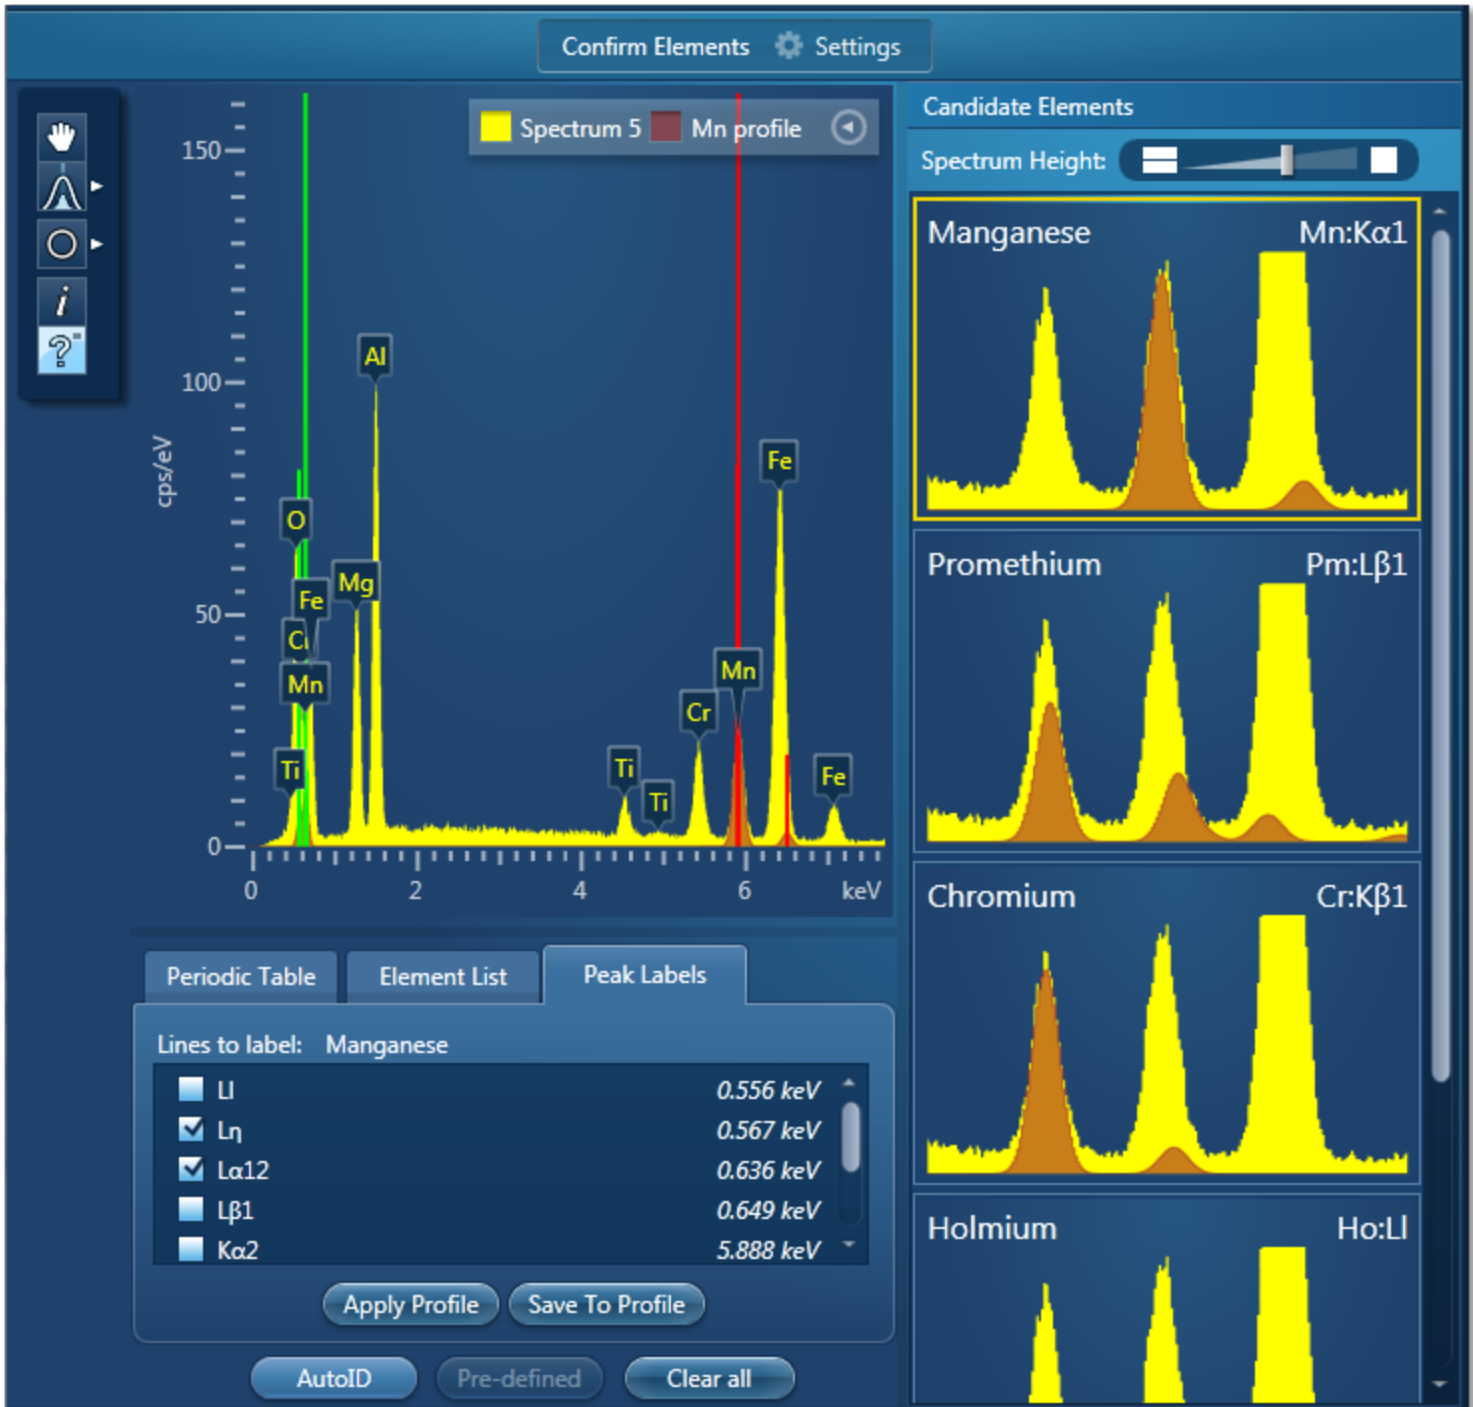 Confirm Elements Settings
Spectrum 5 Mn profile
150
100
50
0
cps/eV
Al
Fe
O
Mg
Fe
Mn
Cr
Mn
Ti
Ti
Ti
Cr
Fe
0 2 4 6 keV
Candidate Elements
Spectrum Height:
Manganese Mn:Kα1
Promethium Pm:Lβ1
Chromium Cr:Kβ1
Holmium Ho:Ll
Periodic Table Element List Peak Labels
Lines to label: Manganese
Ll 0.556 keV
Lη 0.567 keV
Lα12 0.636 keV
Lβ1 0.649 keV
Kα2 5.888 keV
Apply Profile Save To Profile
AutoID Pre-defined Clear all